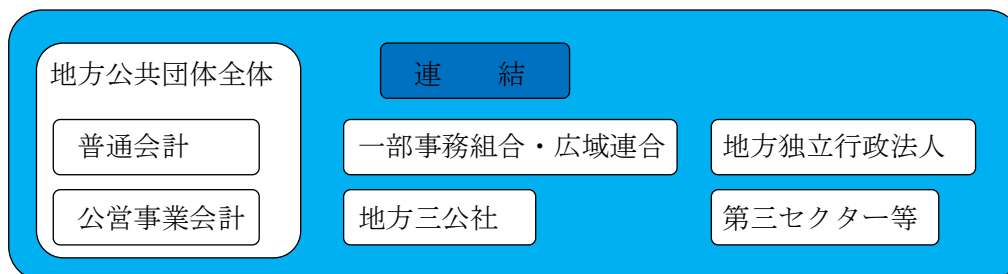 地方公共団体全体
連　　結
普通会計
一部事務組合・広域連合
地方独立行政法人
公営事業会計
地方三公社
第三セクター等